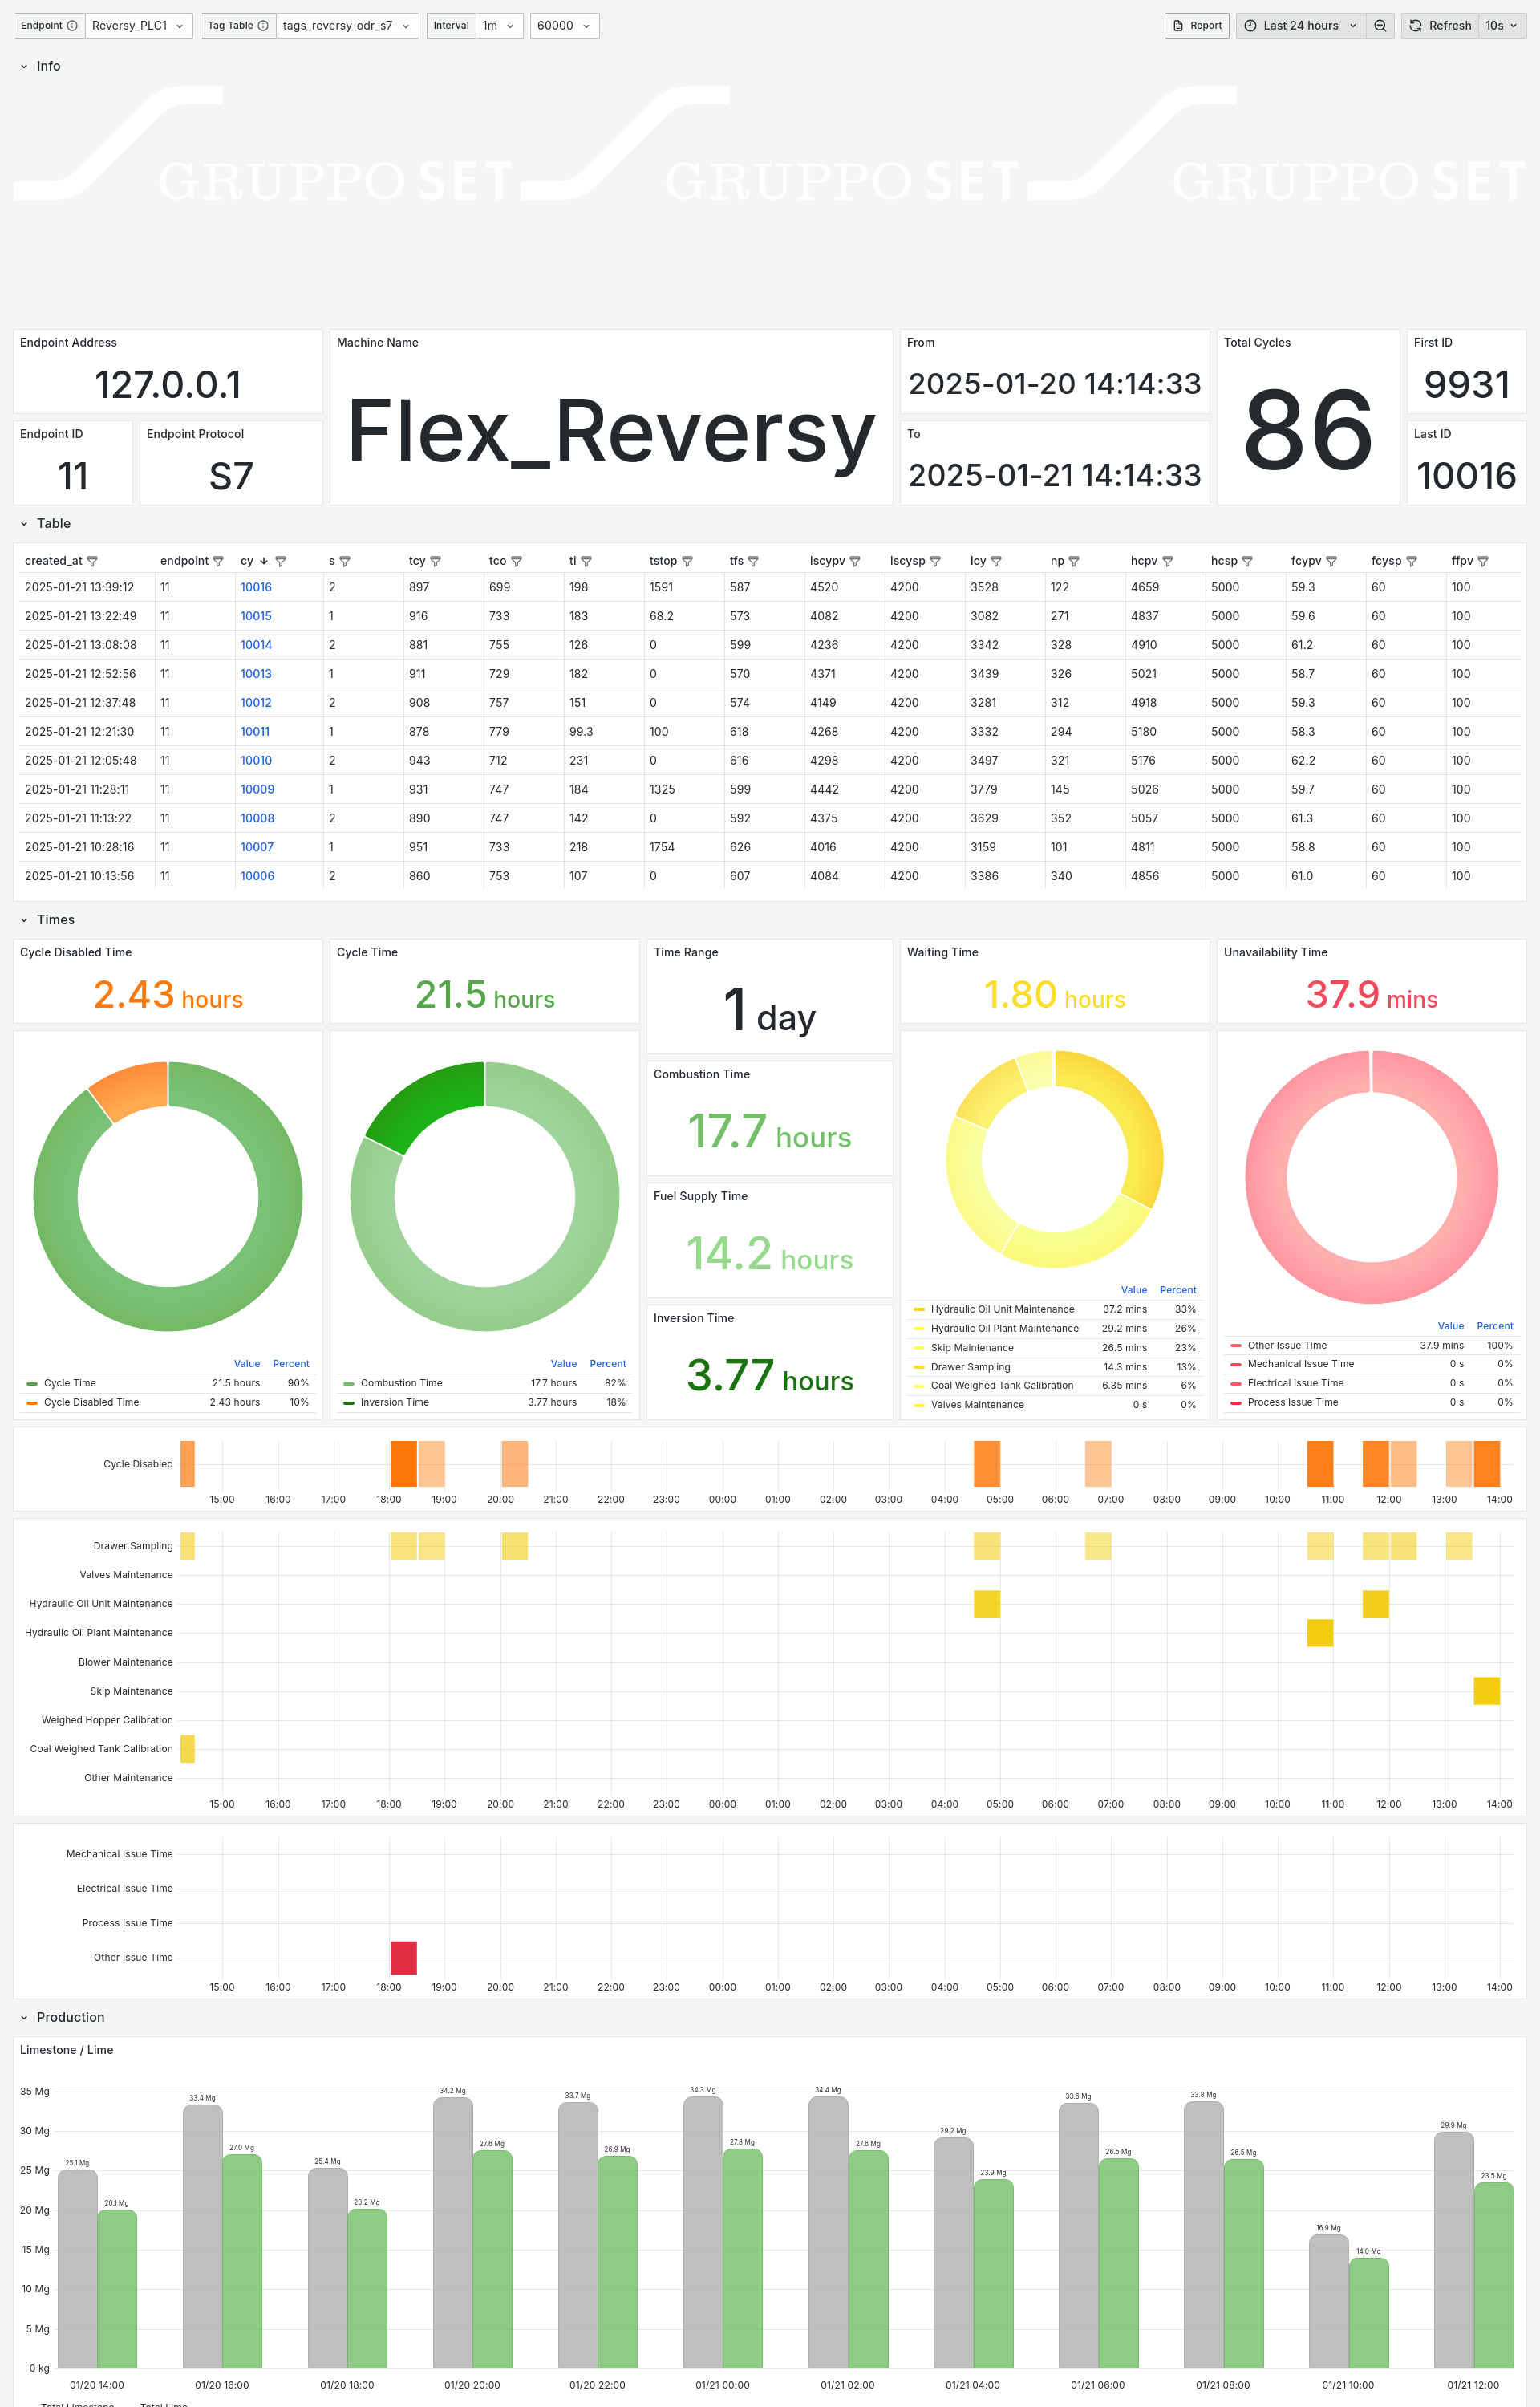 Endpoint Reversy_PLC1 Tag Table tags_reversy_odr_s7 Interval 1m 60000 Report Last 24 hours Refresh 10s
Info
GRUPPO SET GRUPPO SET GRUPPO SET
Endpoint Address Machine Name From Total Cycles First ID
127.0.0.1 Flex_Reversy 2025-01-20 14:14:33 86 9931
Endpoint ID Endpoint Protocol To Last ID
11 S7 2025-01-21 14:14:33 10016
Table
created_at endpoint cy s tcy tco ti tstop tfs lscypv lscysp lcy np hcpv hcsp fcypv fcysp ffpv
2025-01-21 13:39:12 11 10016 2 897 699 198 1591 587 4520 4200 3528 122 4659 5000 59.3 60 100
2025-01-21 13:22:49 11 10015 1 916 733 183 68.2 573 4082 4200 3082 271 4837 5000 59.6 60 100
2025-01-21 13:08:08 11 10014 2 881 755 126 0 599 4236 4200 3342 328 4910 5000 61.2 60 100
2025-01-21 12:52:56 11 10013 1 911 729 182 0 570 4371 4200 3439 326 5021 5000 58.7 60 100
2025-01-21 12:37:48 11 10012 2 908 757 151 0 574 4149 4200 3281 312 4918 5000 59.3 60 100
2025-01-21 12:21:30 11 10011 1 878 779 99.3 100 618 4268 4200 3332 294 5180 5000 58.3 60 100
2025-01-21 12:05:48 11 10010 2 943 712 231 0 616 4298 4200 3497 321 5176 5000 62.2 60 100
2025-01-21 11:28:11 11 10009 1 931 747 184 1325 599 4442 4200 3779 145 5026 5000 59.7 60 100
2025-01-21 11:13:22 11 10008 2 890 747 142 0 592 4375 4200 3629 352 5057 5000 61.3 60 100
2025-01-21 10:28:16 11 10007 1 951 733 218 1754 626 4016 4200 3159 101 4811 5000 58.8 60 100
2025-01-21 10:13:56 11 10006 2 860 753 107 0 607 4084 4200 3386 340 4856 5000 61.0 60 100
Times
Cycle Disabled Time Cycle Time Time Range Waiting Time Unavailability Time
2.43 hours 21.5 hours 1 day 1.80 hours 37.9 mins
Combustion Time
17.7 hours
Fuel Supply Time
14.2 hours
Inversion Time
3.77 hours
Value Percent
Cycle Time 21.5 hours 90%
Cycle Disabled Time 2.43 hours 10%
Value Percent
Combustion Time 17.7 hours 82%
Inversion Time 3.77 hours 18%
Value Percent
Hydraulic Oil Unit Maintenance 37.2 mins 33%
Hydraulic Oil Plant Maintenance 29.2 mins 26%
Skip Maintenance 26.5 mins 23%
Drawer Sampling 14.3 mins 13%
Coal Weighed Tank Calibration 6.35 mins 6%
Valves Maintenance 0 s 0%
Value Percent
Other Issue Time 37.9 mins 100%
Mechanical Issue Time 0 s 0%
Electrical Issue Time 0 s 0%
Process Issue Time 0 s 0%
Cycle Disabled
15:00 16:00 17:00 18:00 19:00 20:00 21:00 22:00 23:00 00:00 01:00 02:00 03:00 04:00 05:00 06:00 07:00 08:00 09:00 10:00 11:00 12:00 13:00 14:00
Drawer Sampling
Valves Maintenance
Hydraulic Oil Unit Maintenance
Hydraulic Oil Plant Maintenance
Blower Maintenance
Skip Maintenance
Weighed Hopper Calibration
Coal Weighed Tank Calibration
Other Maintenance
15:00 16:00 17:00 18:00 19:00 20:00 21:00 22:00 23:00 00:00 01:00 02:00 03:00 04:00 05:00 06:00 07:00 08:00 09:00 10:00 11:00 12:00 13:00 14:00
Mechanical Issue Time
Electrical Issue Time
Process Issue Time
Other Issue Time
15:00 16:00 17:00 18:00 19:00 20:00 21:00 22:00 23:00 00:00 01:00 02:00 03:00 04:00 05:00 06:00 07:00 08:00 09:00 10:00 11:00 12:00 13:00 14:00
Production
Limestone / Lime
35 Mg
30 Mg
25 Mg
20 Mg
15 Mg
10 Mg
5 Mg
0 kg
25.1 Mg 20.1 Mg 33.4 Mg 27.0 Mg 25.4 Mg 20.2 Mg 34.2 Mg 27.6 Mg 33.7 Mg 26.9 Mg 34.3 Mg 27.8 Mg 34.4 Mg 27.6 Mg 29.2 Mg 23.9 Mg 33.6 Mg 26.5 Mg 33.8 Mg 26.5 Mg 16.9 Mg 14.0 Mg 29.9 Mg 23.5 Mg
01/20 14:00 01/20 16:00 01/20 18:00 01/20 20:00 01/20 22:00 01/21 00:00 01/21 02:00 01/21 04:00 01/21 06:00 01/21 08:00 01/21 10:00 01/21 12:00
Total Limestone Total Lime